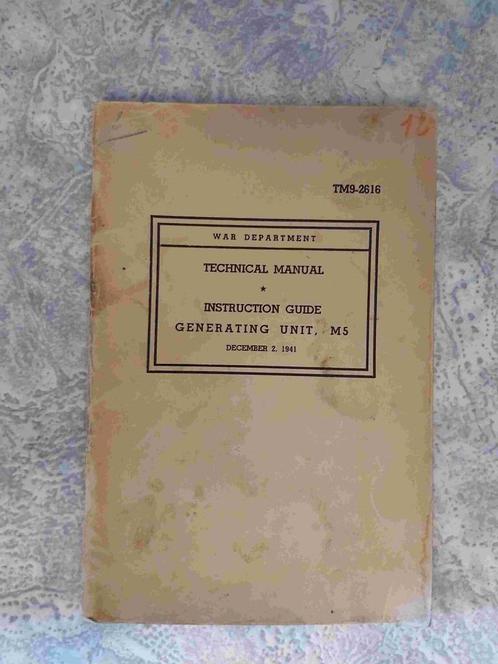 12
TM9-2616
WAR DEPARTMENT
TECHNICAL MANUAL
*
INSTRUCTION GUIDE
GENERATING UNIT, M5
DECEMBER 2, 1941